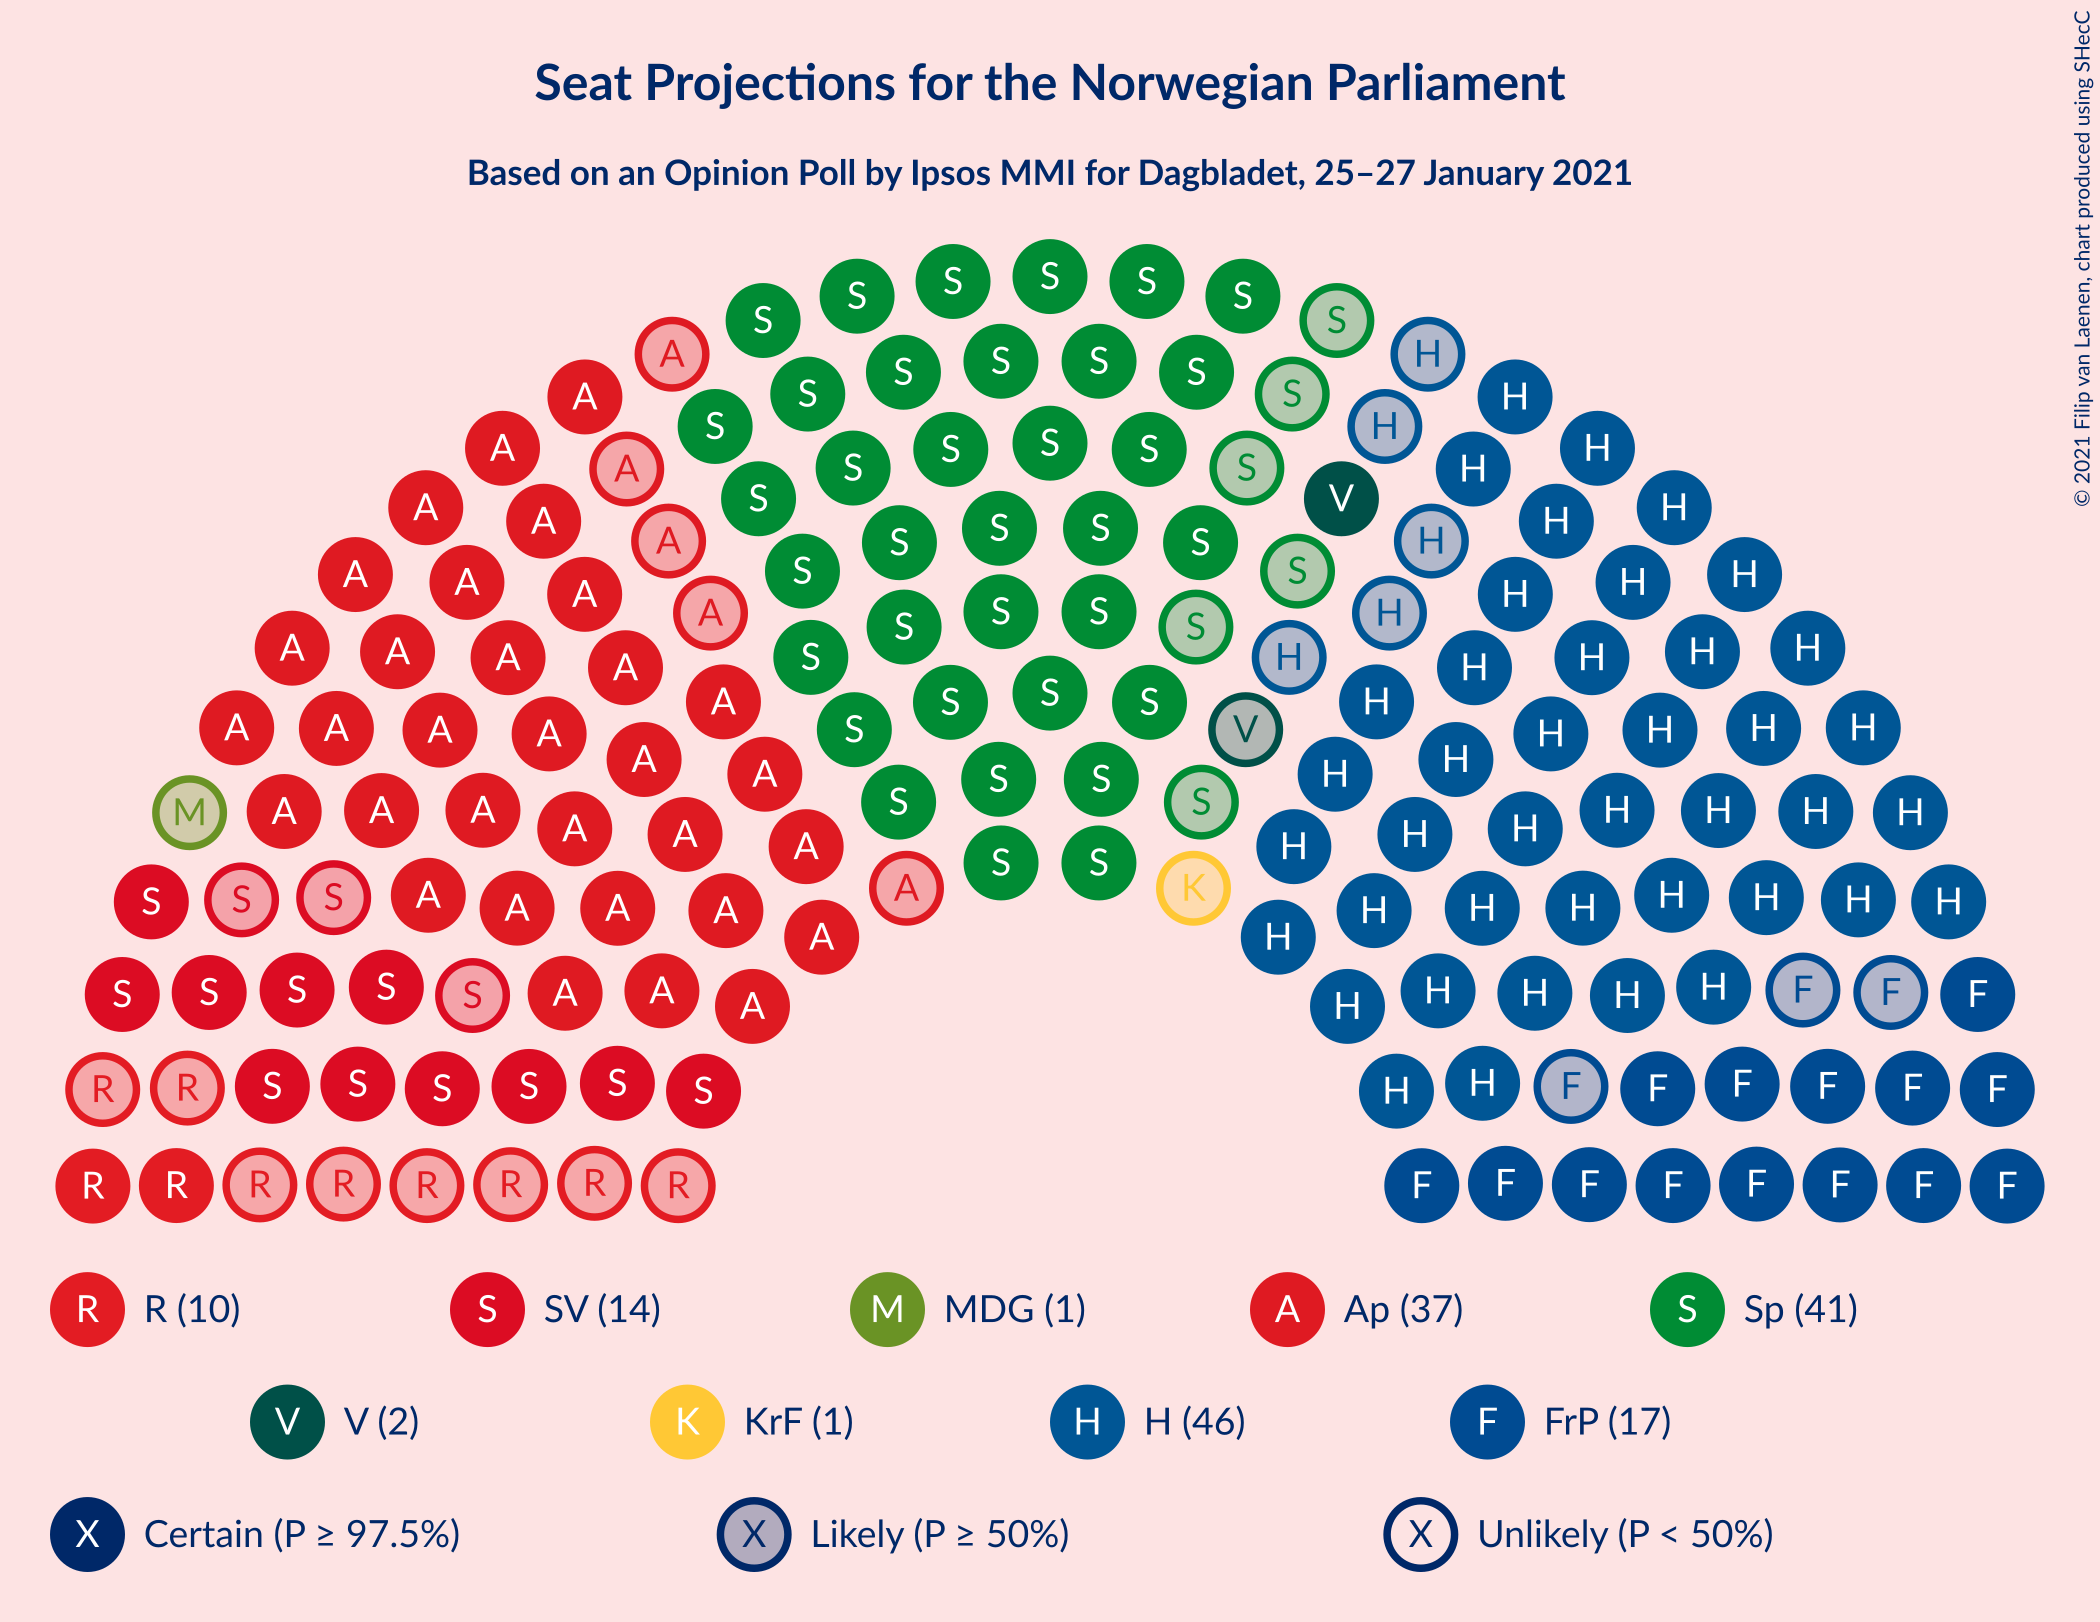 Seat Projections for the Norwegian Parliament
Based on an Opinion Poll by Ipsos MMI for Dagbladet, 25–27 January 2021
© 2021 Filip van Laenen, chart produced using SHecC
S S S S S S S
A S S S S S S H
A S S S S S S H H
A A S S S S S V H H
A A A S S H H H
A A A A S S S S H H H H
A A A A S H H H H H
A A A A A S S S S V H H H H
M A A A A A S S S S H H H H H H
A A A S S H H H
S S S A A A A A K H H H H H H H
A H
S S S S S A A A H H H H H F F F
R R S S S S S S H H F F F F F F
R R R R R R R R F F F F F F F F
R R (10) S SV (14) M MDG (1) A Ap (37) S Sp (41)
V V (2) K KrF (1) H H (46) F FrP (17)
X Certain (P ≥ 97.5%) X Likely (P ≥ 50%) X Unlikely (P < 50%)